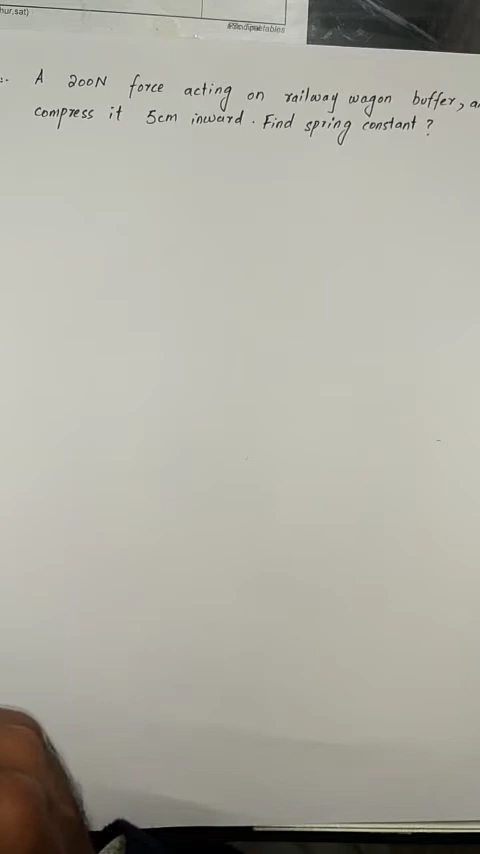 hur,sat)
A 200N force acting on railway wagon buffer,
compress it 5cm inward. Find spring constant?